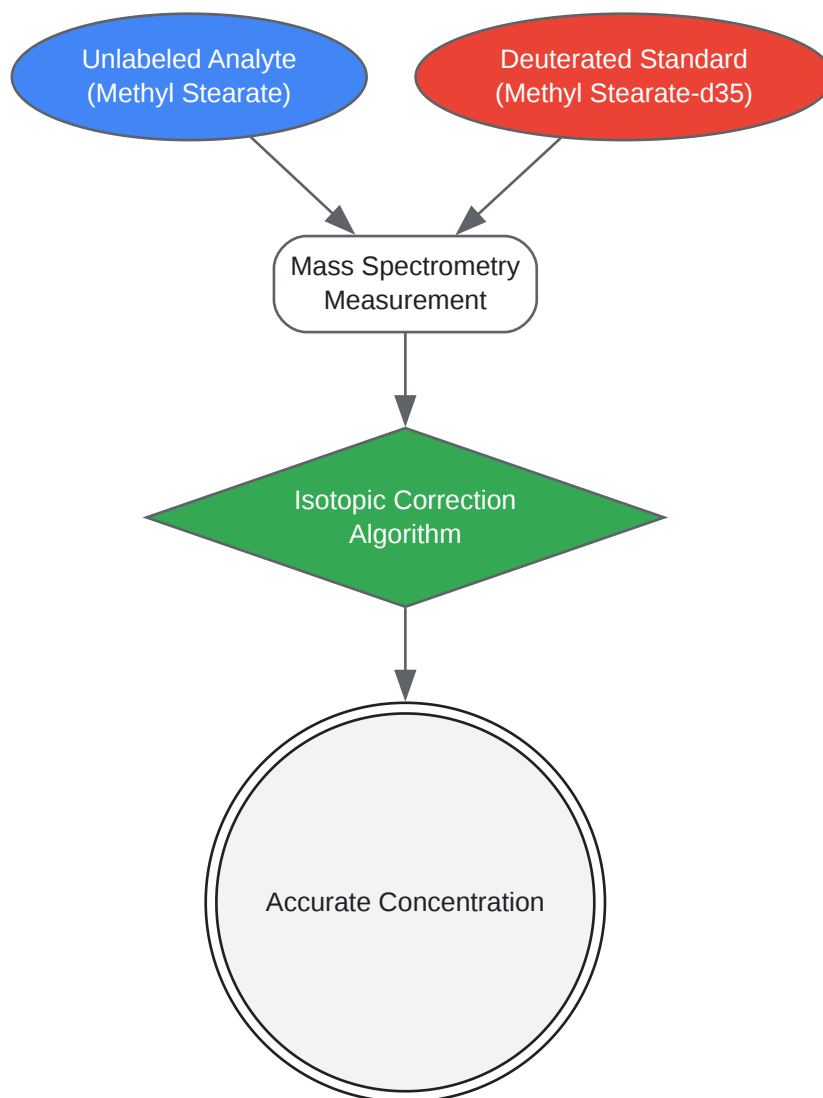 Unlabeled Analyte
(Methyl Stearate)
Deuterated Standard
(Methyl Stearate-d35)
Mass Spectrometry
Measurement
Isotopic Correction
Algorithm
Accurate Concentration